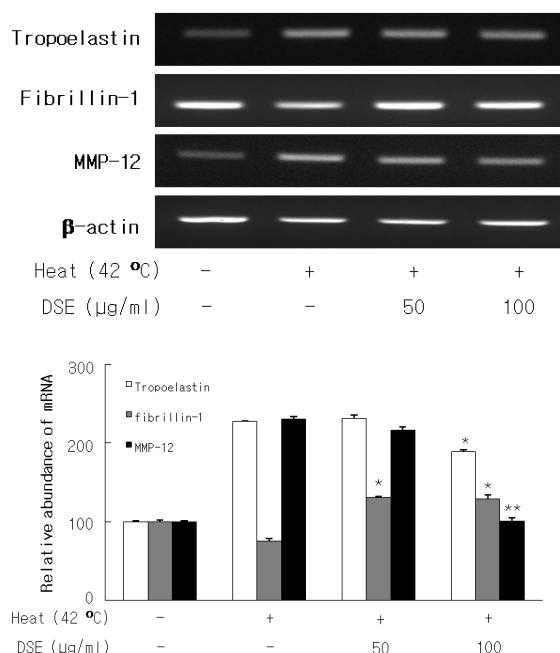 Tropoelastin
Fibrillin-1
MMP-12
β-actin
Heat (42 ºC) - + + +
DSE (µg/ml) - - 50 100
Relative abundance of mRNA
300
200
100
0
Tropoelastin
fibrillin-1
MMP-12
*
*
*
**
Heat (42 ºC) - + + +
DSE (µg/ml) - - 50 100